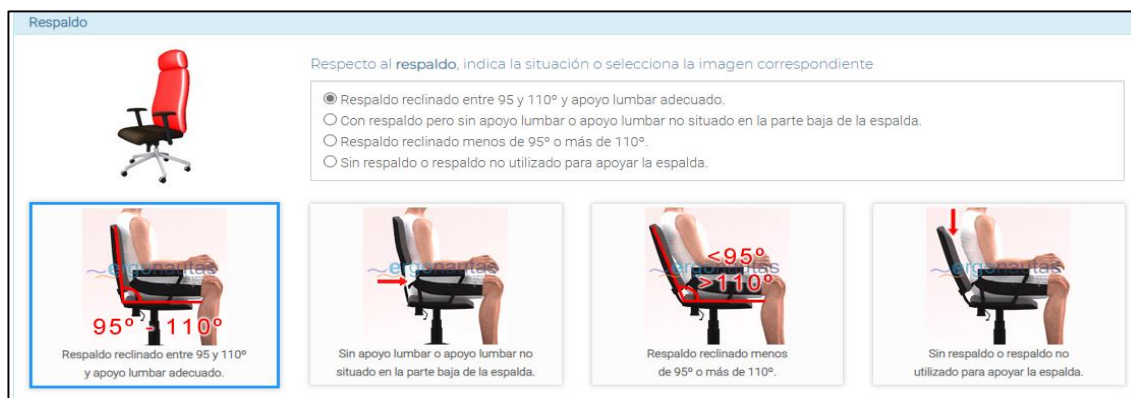 Respaldo
Respecto al respaldo, indica la situación o selecciona la imagen correspondiente
Respaldo reclinado entre 95 y 110º y apoyo lumbar adecuado.
Con respaldo pero sin apoyo lumbar o apoyo lumbar no situado en la parte baja de la espalda.
Respaldo reclinado menos de 95º o más de 110º.
Sin respaldo o respaldo no utilizado para apoyar la espalda.
ergonautas
95º - 110º
Respaldo reclinado entre 95 y 110º
y apoyo lumbar adecuado.
ergonautas
Sin apoyo lumbar o apoyo lumbar no
situado en la parte baja de la espalda.
ergonautas
<95º
>110º
Respaldo reclinado menos
de 95º o más de 110º.
ergonautas
Sin respaldo o respaldo no
utilizado para apoyar la espalda.